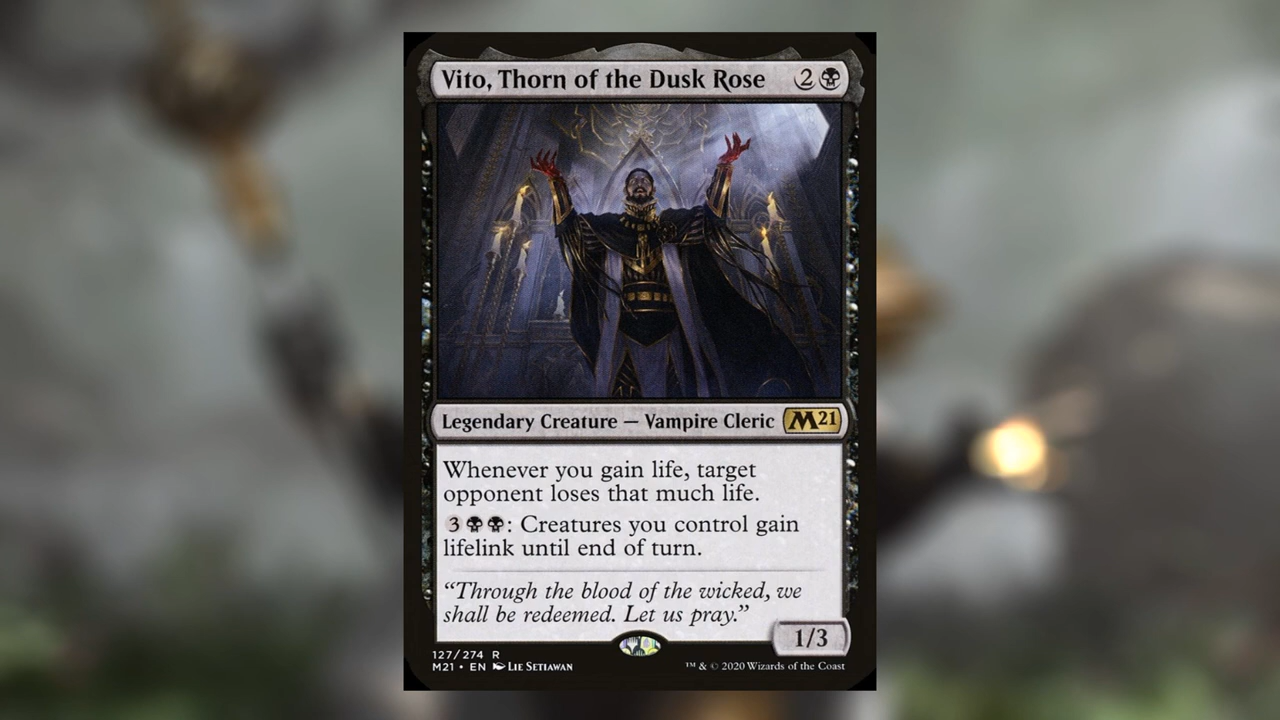 Vito, Thorn of the Dusk Rose 2
Legendary Creature — Vampire Cleric M21
Whenever you gain life, target
opponent loses that much life.
3: Creatures you control gain
lifelink until end of turn.
“Through the blood of the wicked, we
shall be redeemed. Let us pray.”
1/3
127/274 R
M21 • EN LIE SETIAWAN
™ & © 2020 Wizards of the Coast